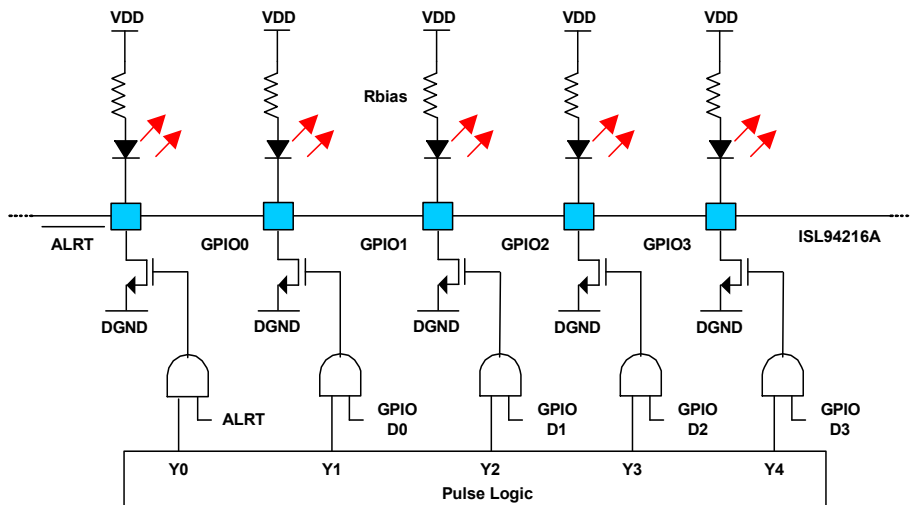 VDD VDD VDD VDD VDD
Rbias
ALRT GPIO0 GPIO1 GPIO2 GPIO3 ISL94216A
DGND DGND DGND DGND DGND
ALRT GPIO GPIO GPIO GPIO
D0 D1 D2 D3
Y0 Y1 Y2 Y3 Y4
Pulse Logic